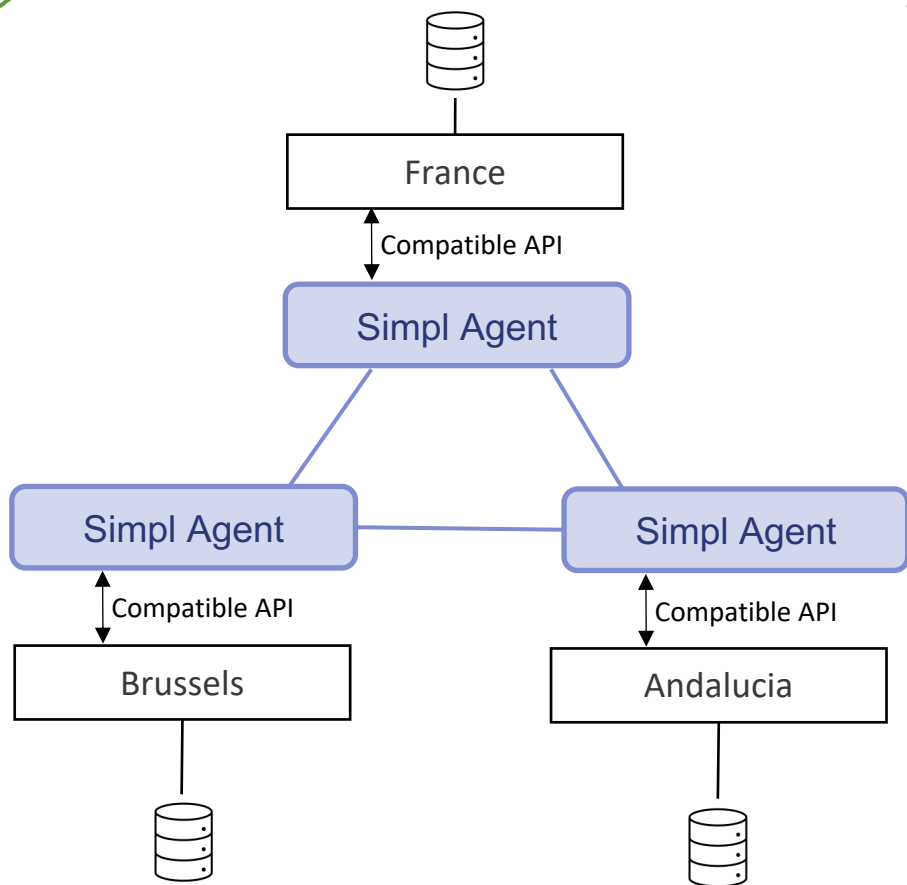 France
Compatible API
Simpl Agent
Simpl Agent
Simpl Agent
Compatible API
Compatible API
Brussels
Andalucia